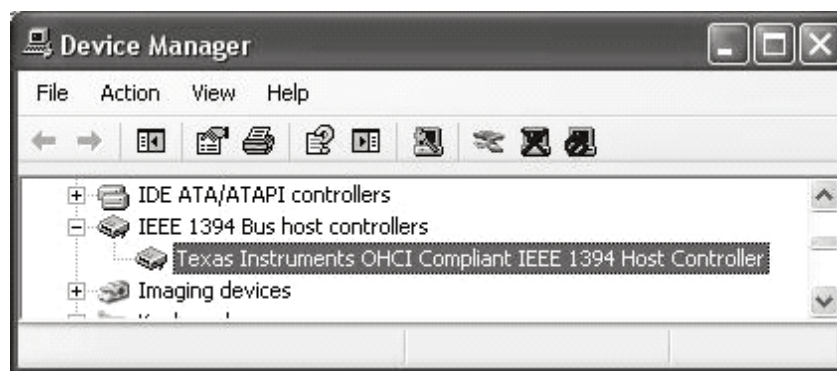 Device Manager
File Action View Help
IDE ATA/ATAPI controllers
IEEE 1394 Bus host controllers
Texas Instruments OHCI Compliant IEEE 1394 Host Controller
Imaging devices